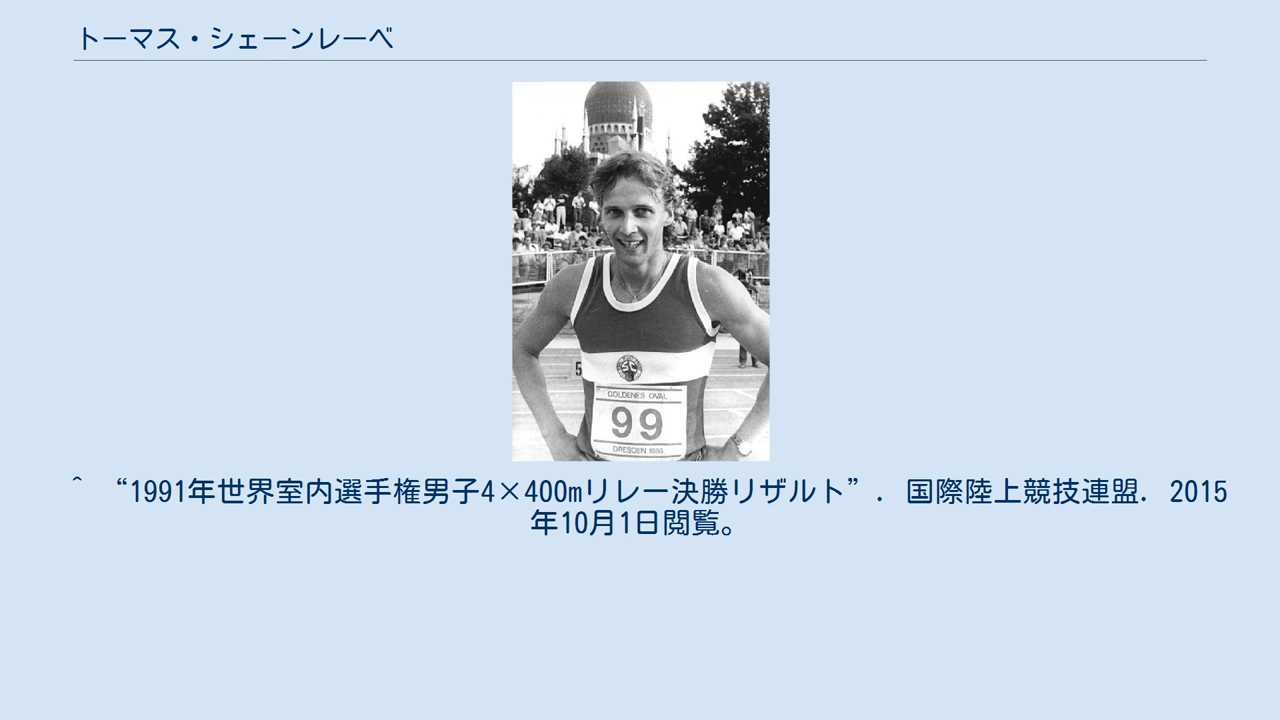 トーマス・シェーンレーベ
SC
5
GOLDENES OVAL
99
DRESDEN 1986
^ “1991年世界室内選手権男子4×400mリレー決勝リザルト”. 国際陸上競技連盟. 2015
年10月1日閲覧。